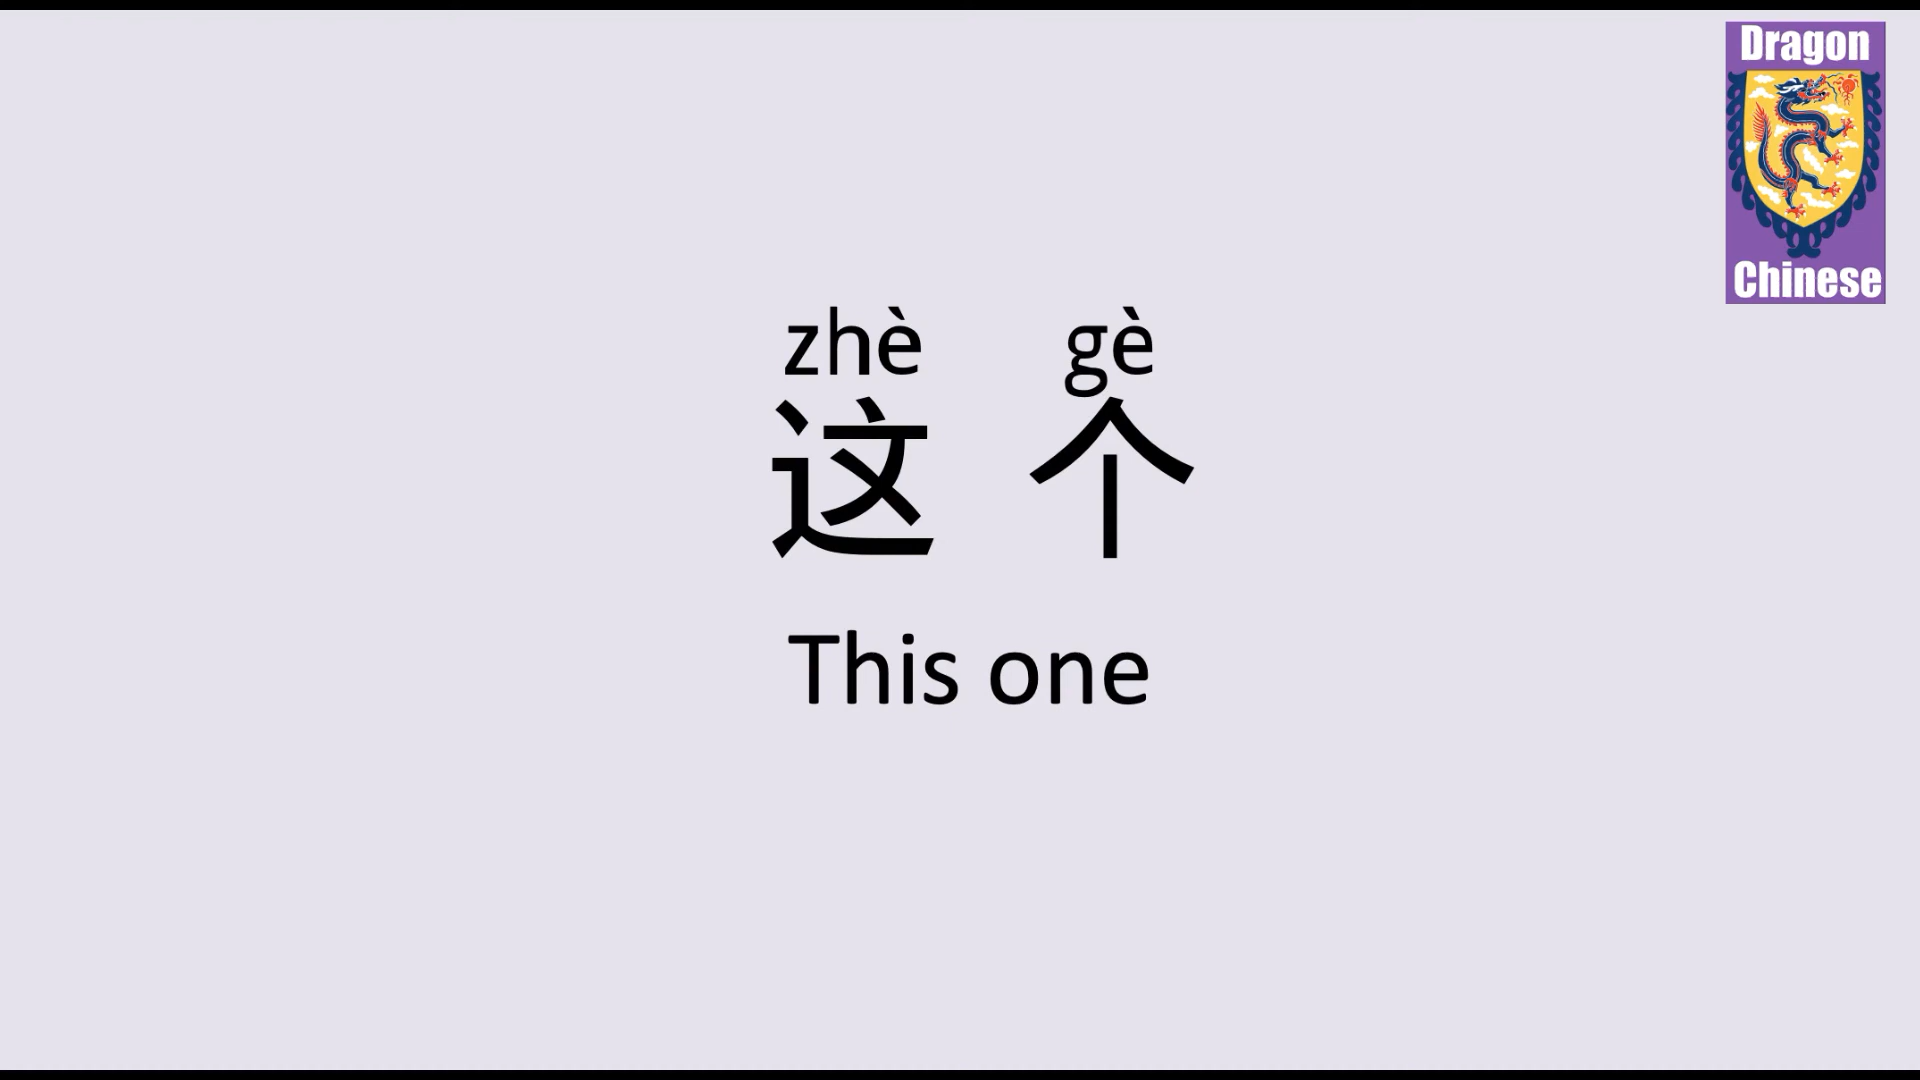 Dragon
Chinese
zhè gè
这个
This one